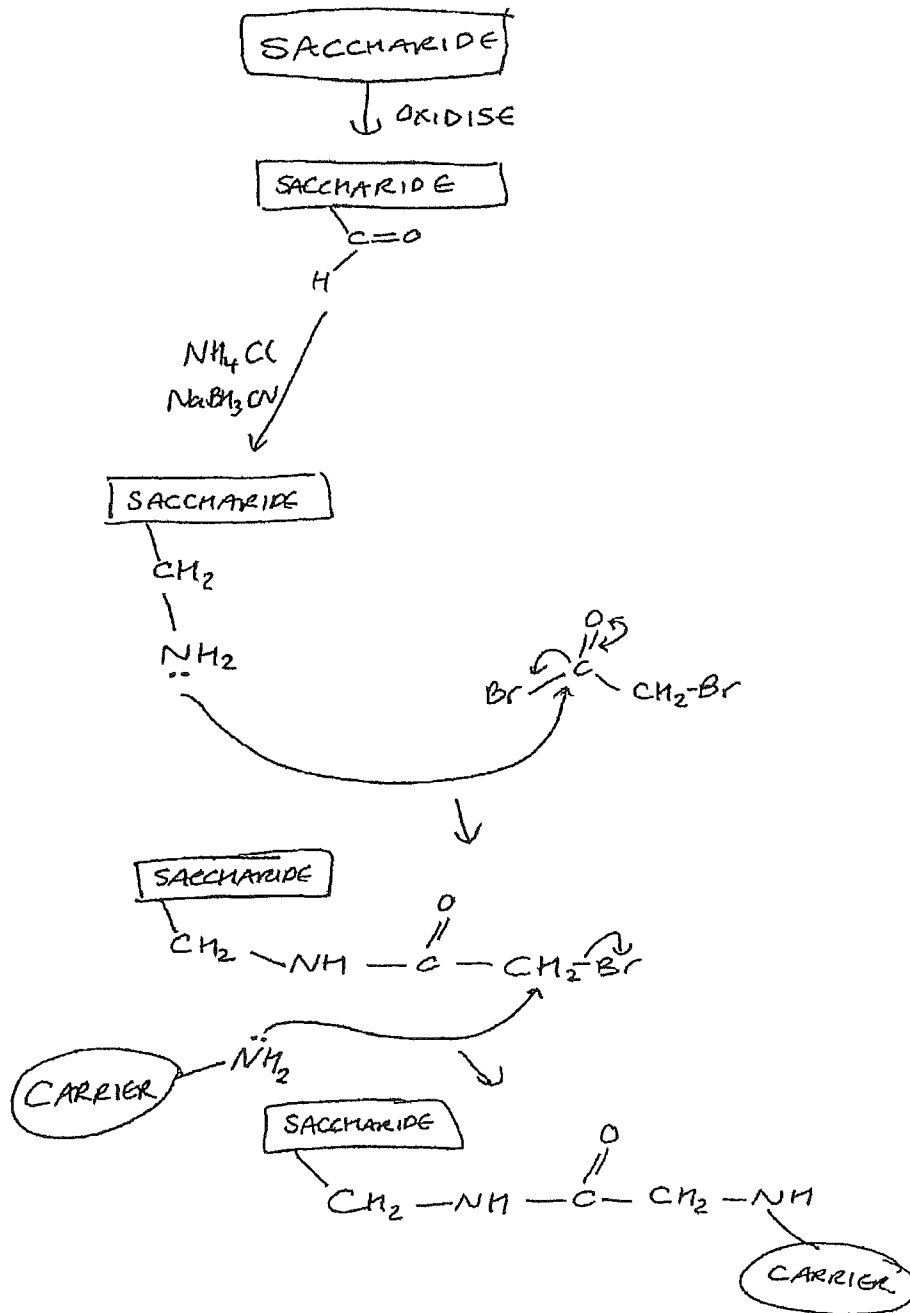 SACCHARIDE
OXIDISE
SACCHARIDE
C=O
H
NH4Cl
NaBH3CN
SACCHARIDE
CH2
NH2
O
Br C CH2-Br
SACCHARIDE
O
CH2 - NH - C - CH2-Br
CARRIER NH2
SACCHARIDE
O
CH2 - NH - C - CH2 - NH
CARRIER